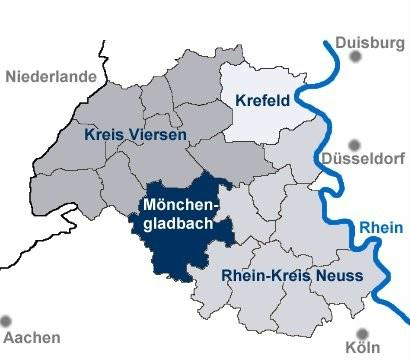 Duisburg
Niederlande
Krefeld
Kreis Viersen
Düsseldorf
Mönchen-
gladbach
Rhein
Rhein-Kreis Neuss
Aachen
Köln